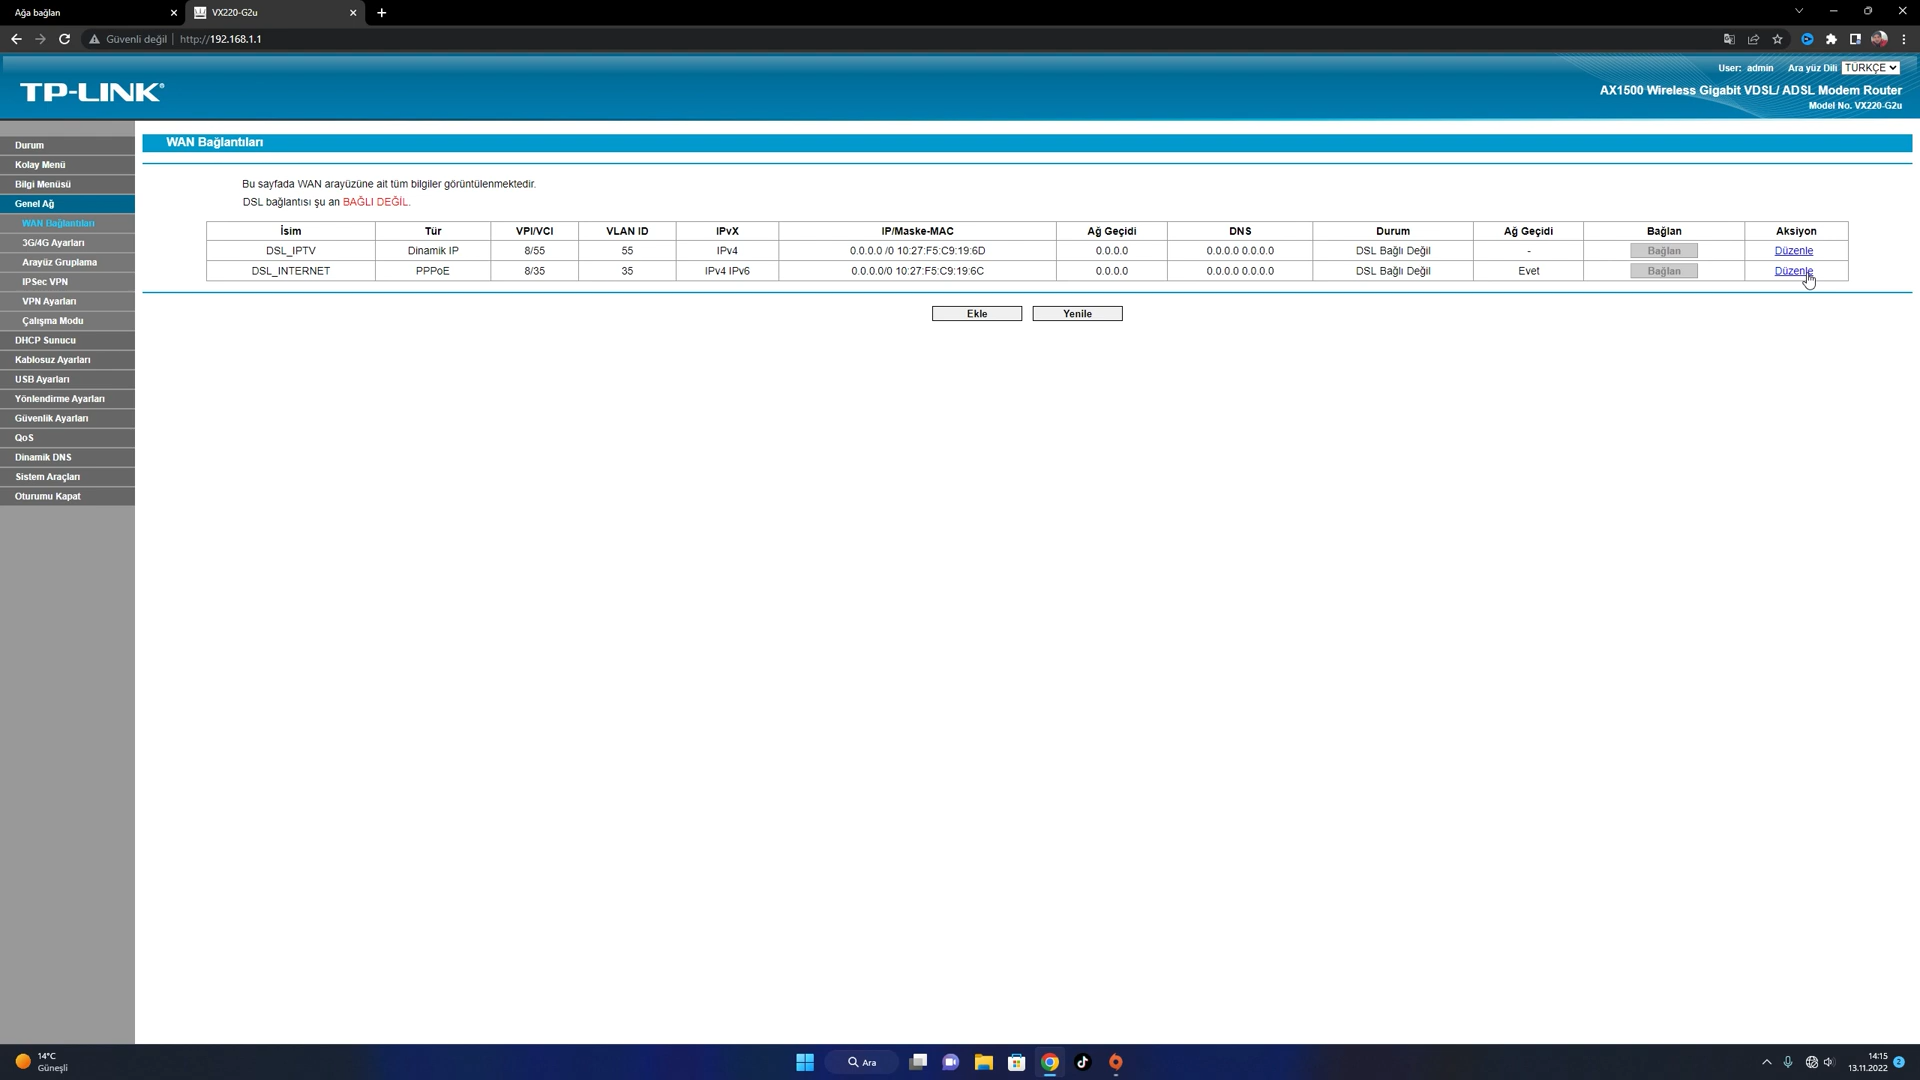 Ağa bağlan
VX220-G2u
Güvenli değil
http://192.168.1.1
TP-LINK®
User: admin Ara yüz Dili TÜRKÇE
AX1500 Wireless Gigabit VDSL/ ADSL Modem Router
Model No. VX220-G2u
Durum
Kolay Menü
Bilgi Menüsü
Genel Ağ
WAN Bağlantıları
3G/4G Ayarları
Arayüz Gruplama
IPSec VPN
VPN Ayarları
Çalışma Modu
DHCP Sunucu
Kablosuz Ayarları
USB Ayarları
Yönlendirme Ayarları
Güvenlik Ayarları
QoS
Dinamik DNS
Sistem Araçları
Oturumu Kapat
WAN Bağlantıları
Bu sayfada WAN arayüzüne ait tüm bilgiler görüntülenmektedir.
DSL bağlantısı şu an BAĞLI DEĞİL.
İsim Tür VPI/VCI VLAN ID IPvX IP/Maske-MAC Ağ Geçidi DNS Durum Ağ Geçidi Bağlan Aksiyon
DSL_IPTV Dinamik IP 8/55 55 IPv4 0.0.0.0 /0 10:27:F5:C9:19:6D 0.0.0.0 0.0.0.0 0.0.0.0 DSL Bağlı Değil - Bağlan Düzenle
DSL_INTERNET PPPoE 8/35 35 IPv4 IPv6 0.0.0.0/0 10:27:F5:C9:19:6C 0.0.0.0 0.0.0.0 0.0.0.0 DSL Bağlı Değil Evet Bağlan Düzenle
Ekle Yenile
14°C
Güneşli
Ara
14:15
13.11.2022
2